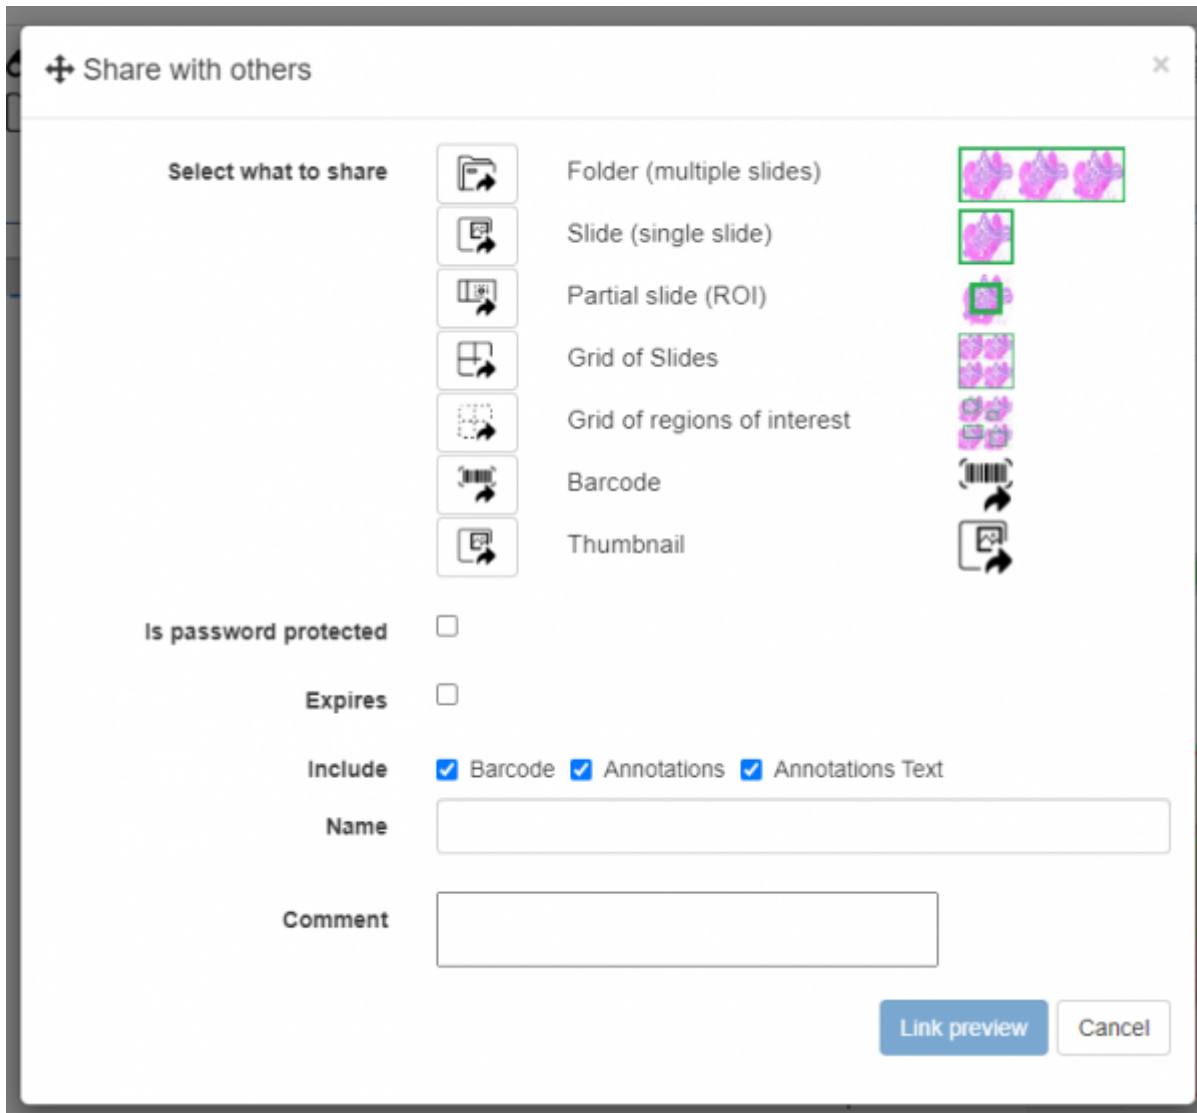 Share with others ×
Select what to share
Folder (multiple slides)
Slide (single slide)
Partial slide (ROI)
Grid of Slides
Grid of regions of interest
Barcode
Thumbnail
Is password protected
Expires
Include Barcode Annotations Annotations Text
Name
Comment
Link preview Cancel